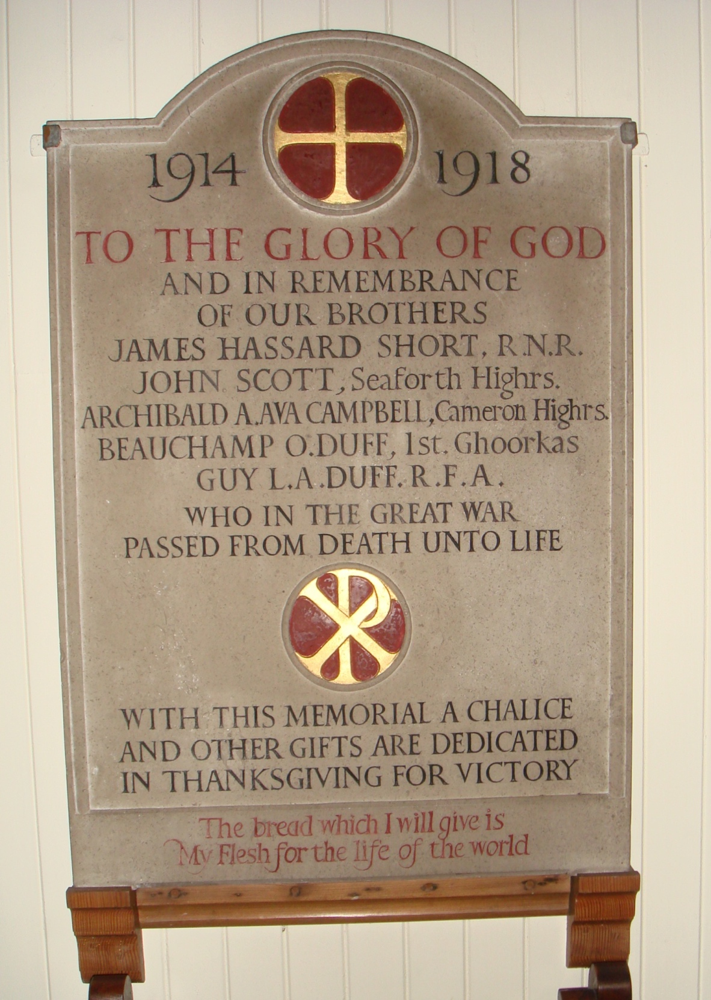 1914 1918
TO THE GLORY OF GOD
AND IN REMEMBRANCE
OF OUR BROTHERS
JAMES HASSARD SHORT, R.N.R.
JOHN SCOTT, Seaforth Highrs.
ARCHIBALD A. AVA CAMPBELL, Cameron Highrs.
BEAUCHAMP O. DUFF, 1st. Ghoorkas
GUY L.A. DUFF. R.F.A.
WHO IN THE GREAT WAR
PASSED FROM DEATH UNTO LIFE
WITH THIS MEMORIAL A CHALICE
AND OTHER GIFTS ARE DEDICATED
IN THANKSGIVING FOR VICTORY
The bread which I will give is
My Flesh for the life of the world